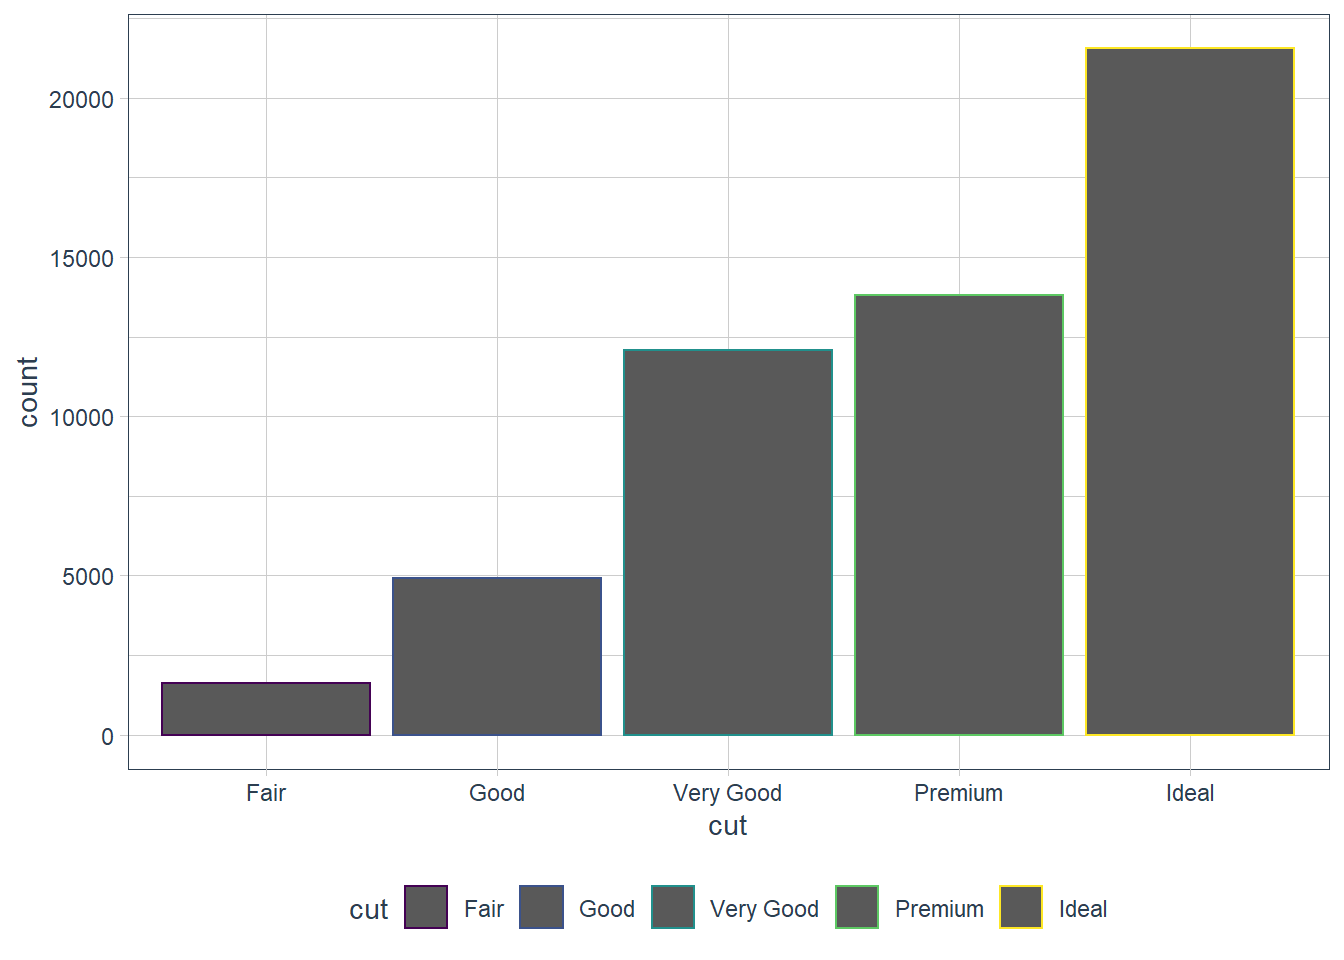 20000
15000
10000
5000
0
count
Fair Good Very Good Premium Ideal
cut
cut Fair Good Very Good Premium Ideal